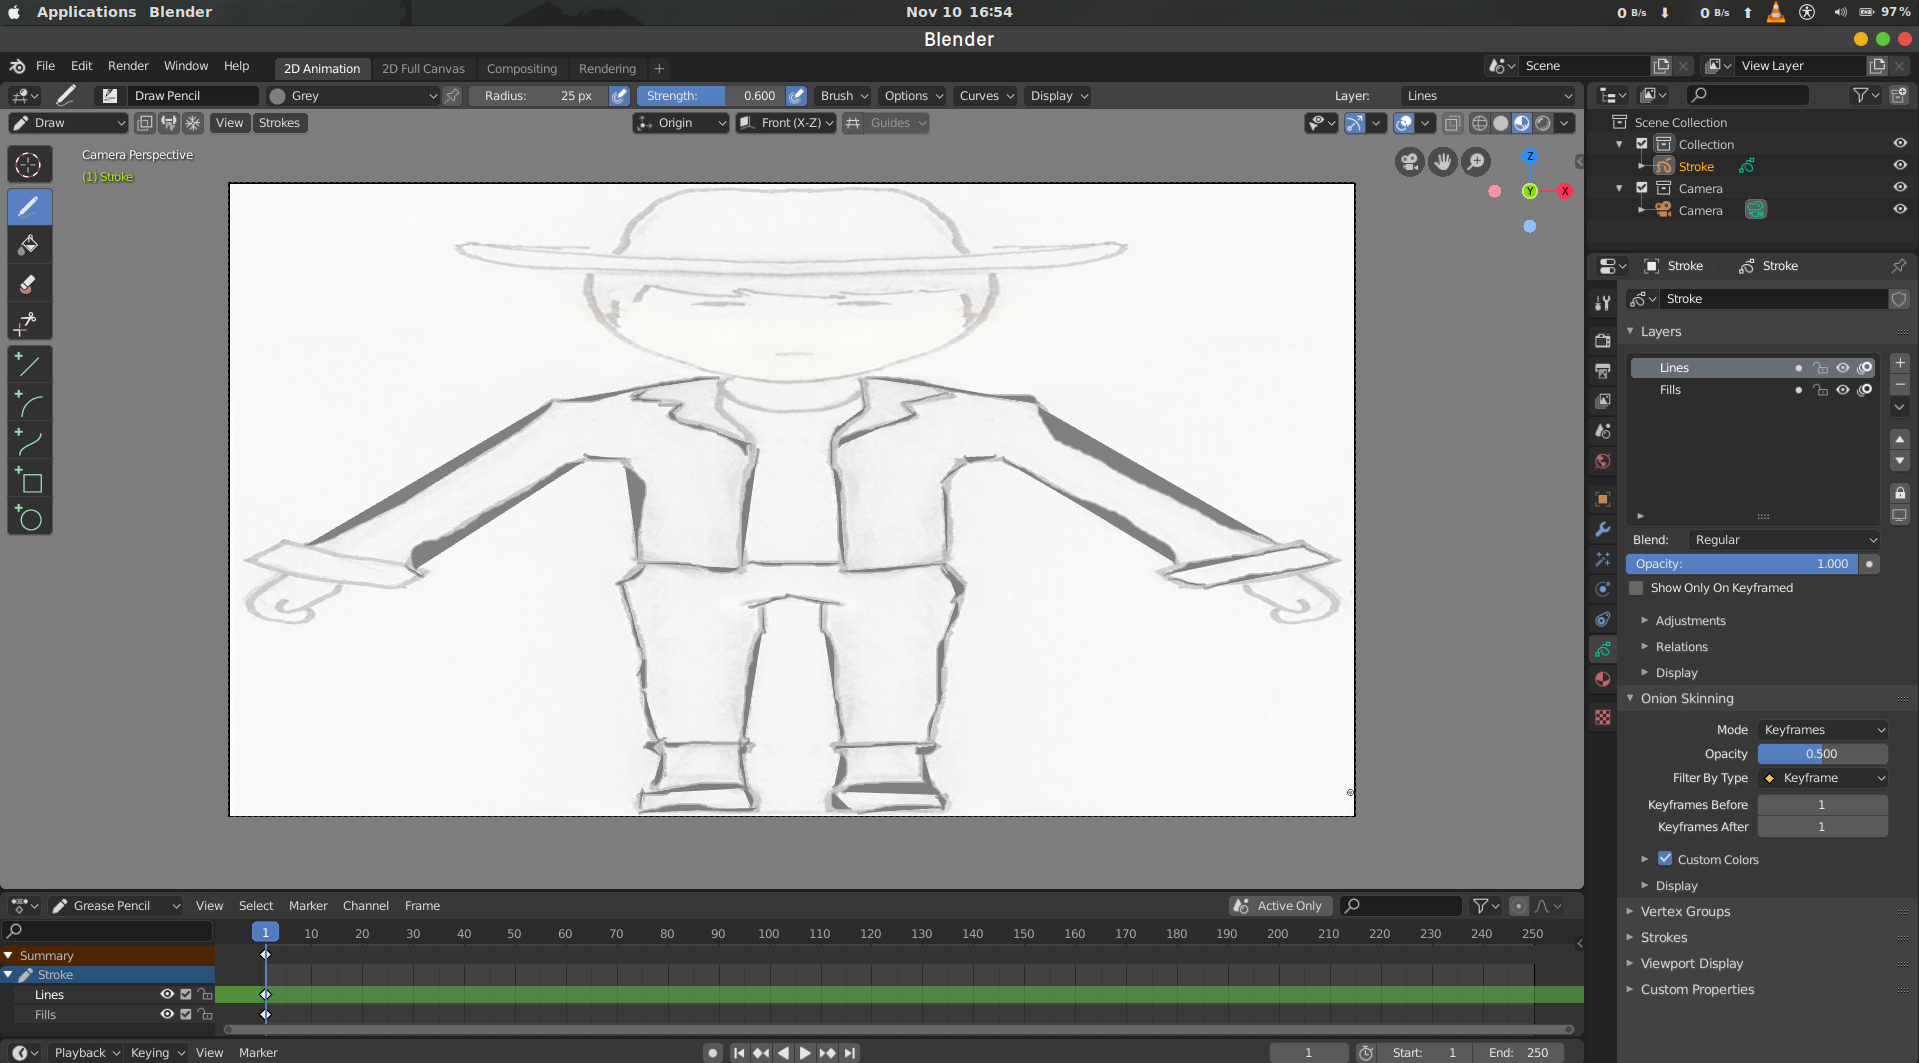 Applications Blender Nov 10 16:54 0 B/s 0 B/s 97%
Blender
File Edit Render Window Help 2D Animation 2D Full Canvas Compositing Rendering + Scene View Layer
Draw Pencil Grey Radius: 25 px Strength: 0.600 Brush Options Curves Display Layer: Lines
Draw View Strokes Origin Front (X-Z) Guides
Camera Perspective
(1) Stroke
Z
Y
X
Scene Collection
Collection
Stroke
Camera
Camera
Stroke Stroke
Stroke
Layers
Lines
Fills
Blend: Regular
Opacity: 1.000
Show Only On Keyframed
Adjustments
Relations
Display
Onion Skinning
Mode Keyframes
Opacity 0.500
Filter By Type Keyframe
Keyframes Before 1
Keyframes After 1
Custom Colors
Display
Vertex Groups
Strokes
Viewport Display
Custom Properties
Grease Pencil View Select Marker Channel Frame Active Only
1 10 20 30 40 50 60 70 80 90 100 110 120 130 140 150 160 170 180 190 200 210 220 230 240 250
Summary
Stroke
Lines
Fills
Playback Keying View Marker 1 Start: 1 End: 250